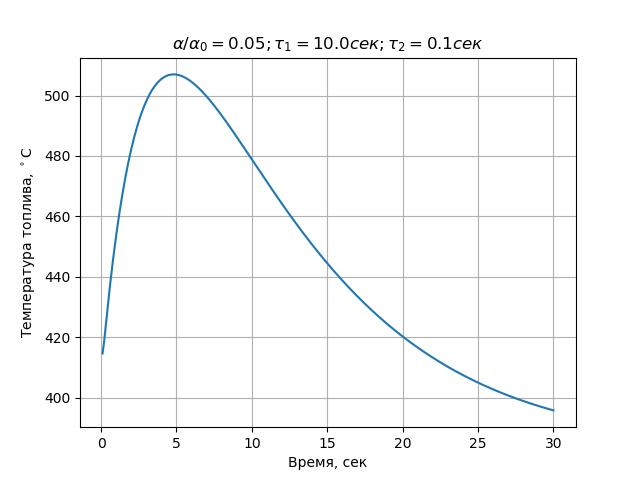 α/α₀ = 0.05; τ₁ = 10.0сек; τ₂ = 0.1сек
Температура топлива, °C
500
480
460
440
420
400
0 5 10 15 20 25 30
Время, сек